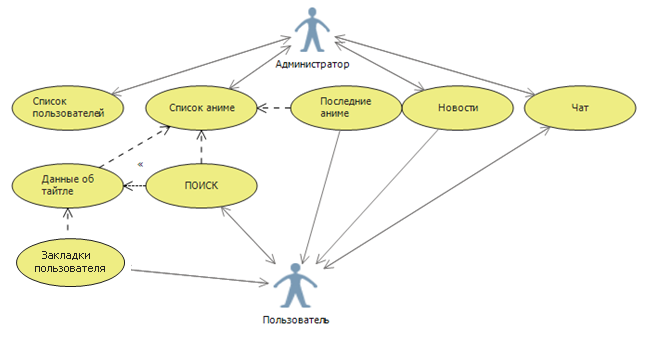 Администратор
Список
пользователей
Список аниме
Последние
аниме
Новости
Чат
«
Данные об
тайтле
ПОИСК
Закладки
пользователя
Пользователь